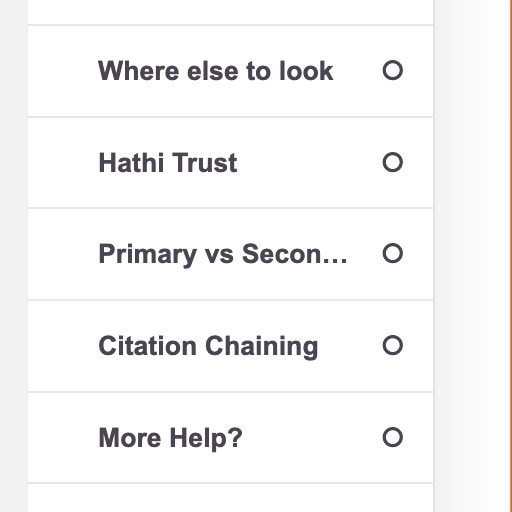 Where else to look
Hathi Trust
Primary vs Secon...
Citation Chaining
More Help?